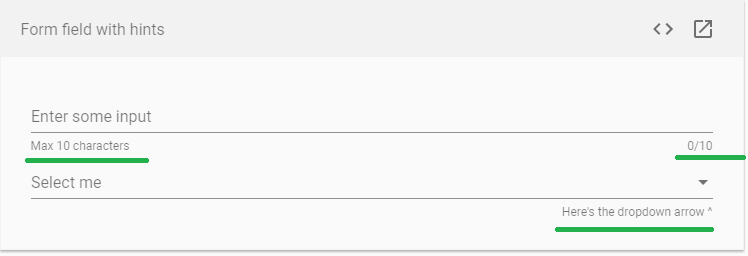 Form field with hints
Enter some input
Max 10 characters 0/10
Select me
Here's the dropdown arrow ^